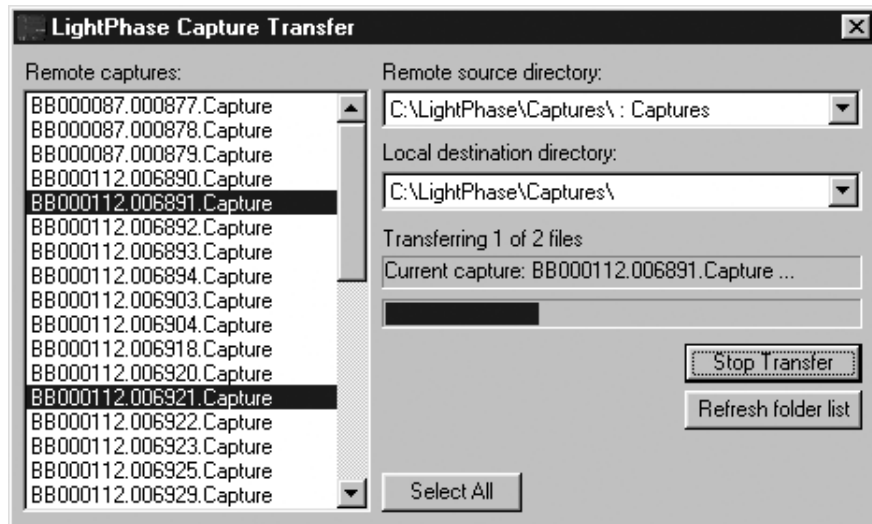 LightPhase Capture Transfer
Remote captures:
BB000087.000877.Capture
BB000087.000878.Capture
BB000087.000879.Capture
BB000112.006890.Capture
BB000112.006891.Capture
BB000112.006892.Capture
BB000112.006893.Capture
BB000112.006894.Capture
BB000112.006903.Capture
BB000112.006904.Capture
BB000112.006918.Capture
BB000112.006920.Capture
BB000112.006921.Capture
BB000112.006922.Capture
BB000112.006923.Capture
BB000112.006925.Capture
BB000112.006929.Capture
Remote source directory:
C:\LightPhase\Captures\ : Captures
Local destination directory:
C:\LightPhase\Captures\
Transferring 1 of 2 files
Current capture: BB000112.006891.Capture ...
Stop Transfer
Refresh folder list
Select All